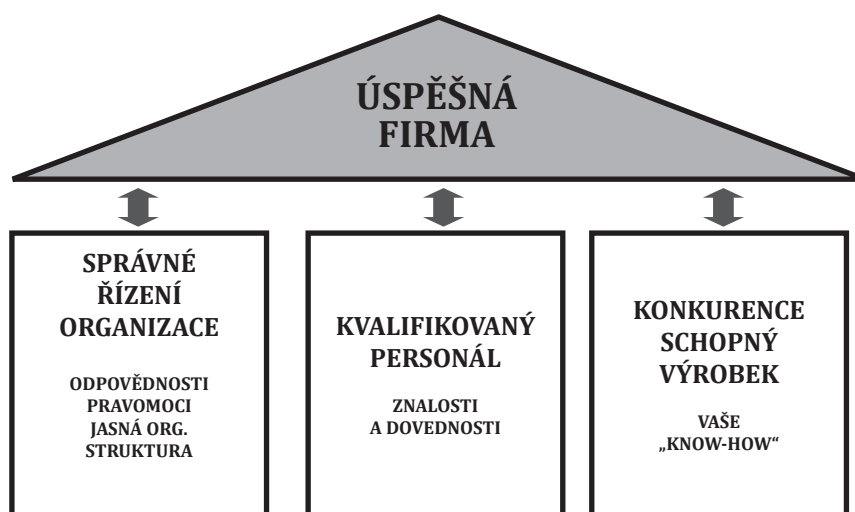 ÚSPĚŠNÁ
FIRMA
SPRÁVNÉ
ŘÍZENÍ
ORGANIZACE
ODPOVĚDNOSTI
PRAVOMOCI
JASNÁ ORG.
STRUKTURA
KVALIFIKOVANÝ
PERSONÁL
ZNALOSTI
A DOVEDNOSTI
KONKURENCE
SCHOPNÝ
VÝROBEK
VAŠE
„KNOW-HOW“